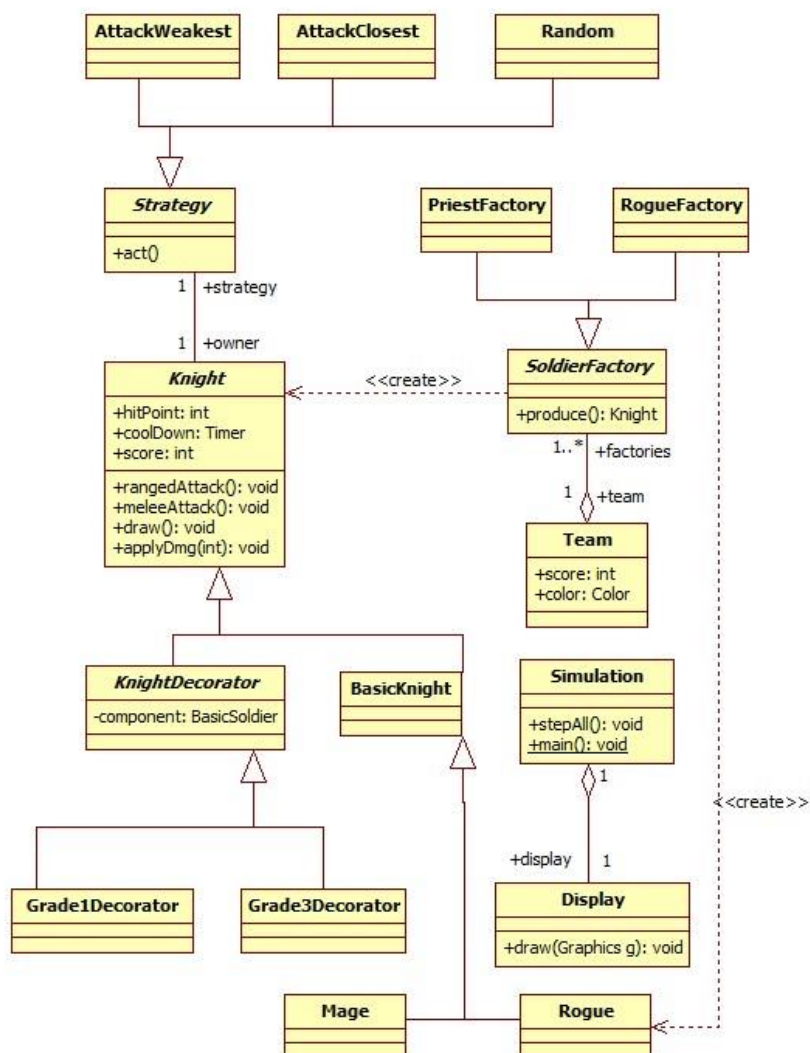 AttackWeakest
AttackClosest
Random
Strategy
+act()
1
+strategy
1
+owner
PriestFactory
RogueFactory
Knight
+hitPoint: int
+coolDown: Timer
+score: int
+rangedAttack(): void
+meleeAttack(): void
+draw(): void
+applyDmg(int): void
<<create>>
SoldierFactory
+produce(): Knight
1..*
+factories
1
+team
Team
+score: int
+color: Color
KnightDecorator
-component: BasicSoldier
BasicKnight
Simulation
+stepAll(): void
+main(): void
1
<<create>>
+display
1
Grade1Decorator
Grade3Decorator
Display
+draw(Graphics g): void
Mage
Rogue